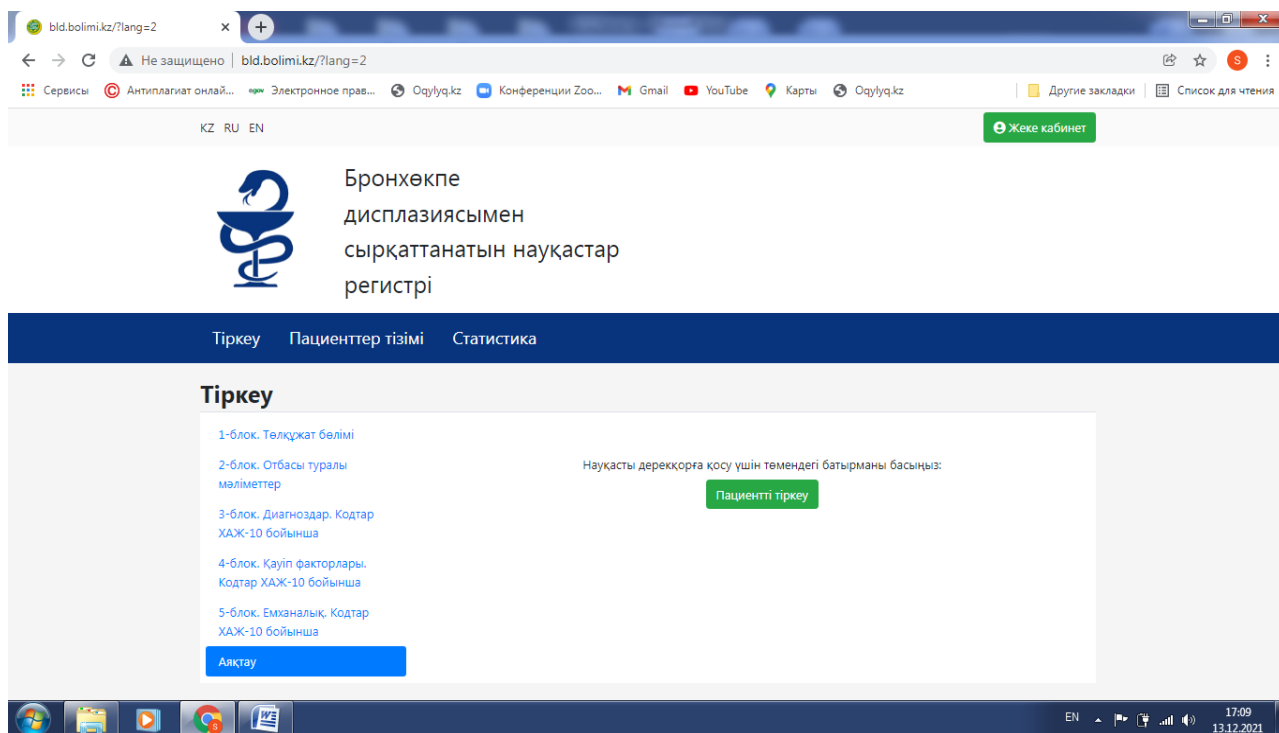 bld.bolimi.kz/?lang=2
Не защищено | bld.bolimi.kz/?lang=2
S
Сервисы Антиплагиат онлай... Электронное прав... Oqylyq.kz Конференции Zoo... Gmail YouTube Карты Oqylyq.kz Другие закладки Список для чтения
KZ RU EN Жеке кабинет
Бронхөкпе
дисплазиясымен
сырқаттанатын науқастар
регистрі
Тіркеу Пациенттер тізімі Статистика
Тіркеу
1-блок. Төлқұжат бөлімі
2-блок. Отбасы туралы
мәліметтер
3-блок. Диагноздар. Кодтар
ХАЖ-10 бойынша
4-блок. Қауіп факторлары.
Кодтар ХАЖ-10 бойынша
5-блок. Емханалық. Кодтар
ХАЖ-10 бойынша
Аяқтау
Науқасты дерекқорға қосу үшін төмендегі батырманы басыңыз:
Пациентті тіркеу
EN 17:09
13.12.2021